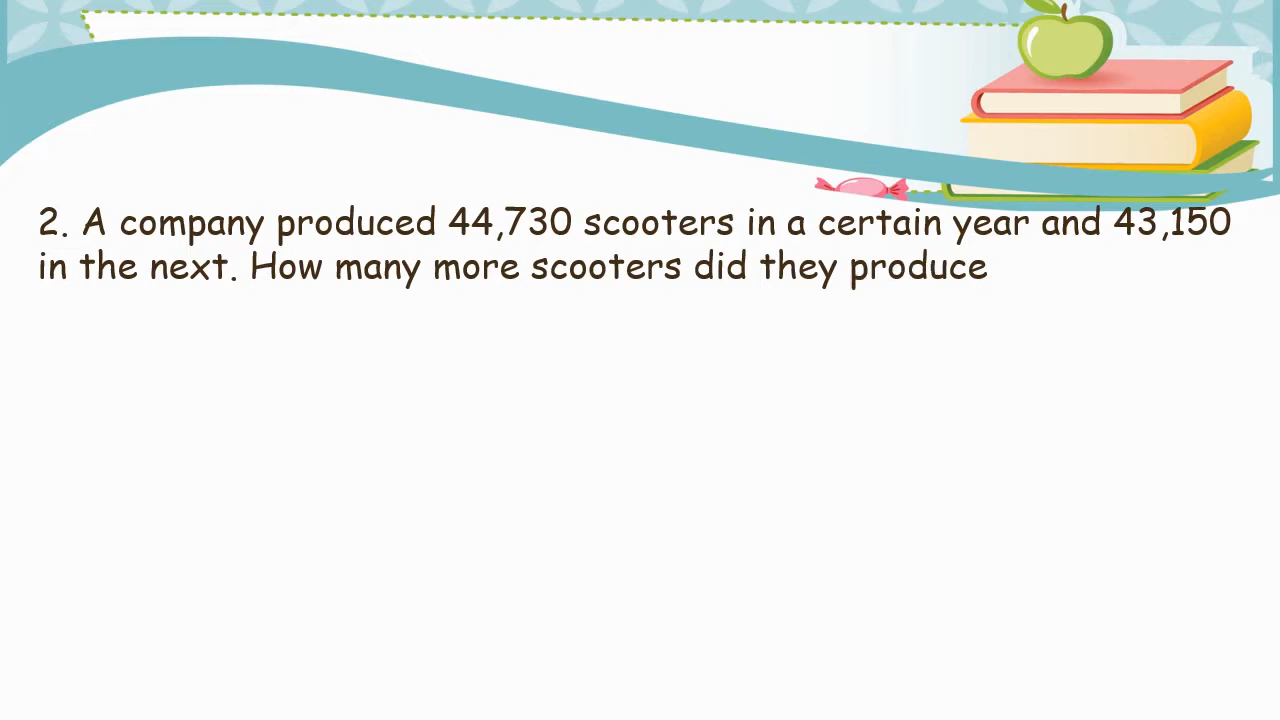 2. A company produced 44,730 scooters in a certain year and 43,150
in the next. How many more scooters did they produce